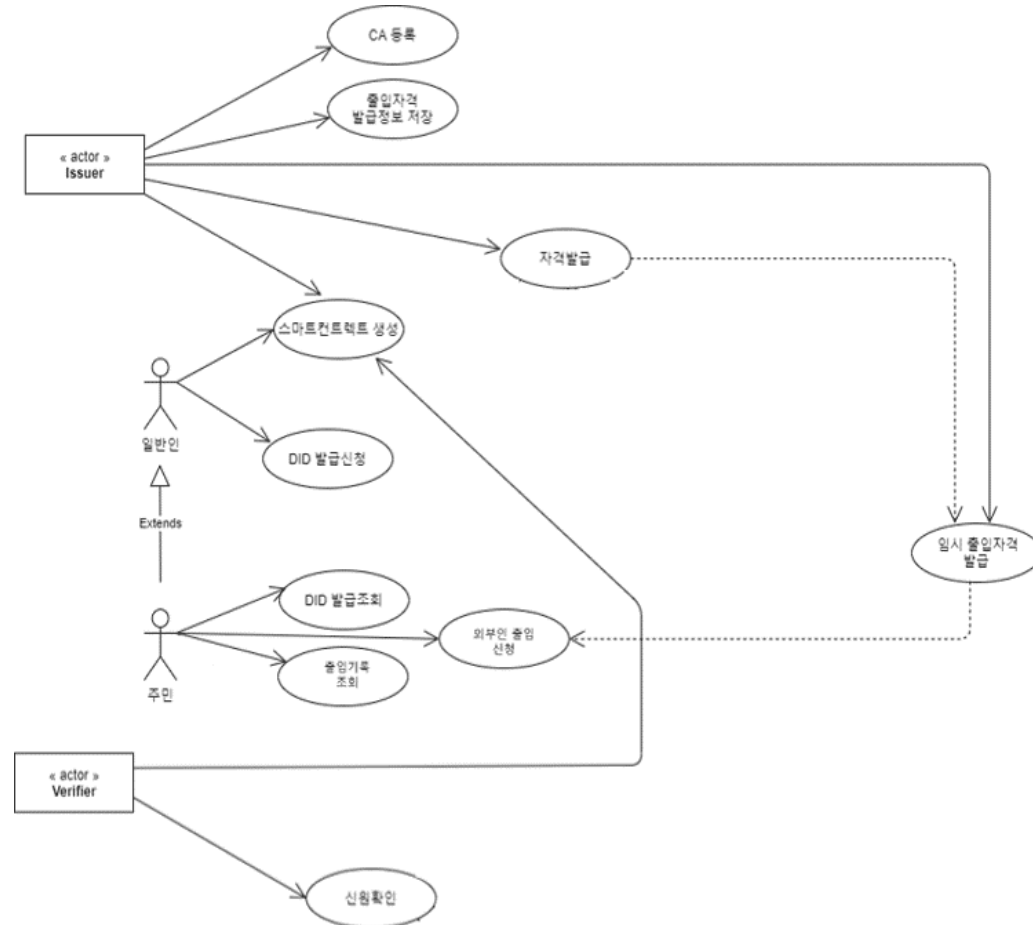 CA 등록
출입자격
발급정보 저장
« actor »
Issuer
자격발급
스마트컨트렉트 생성
일반인
DID 발급신청
Extends
임시 출입자격
발급
DID 발급조회
외부인 출입
신청
출입기록
조회
주민
« actor »
Verifier
신원확인